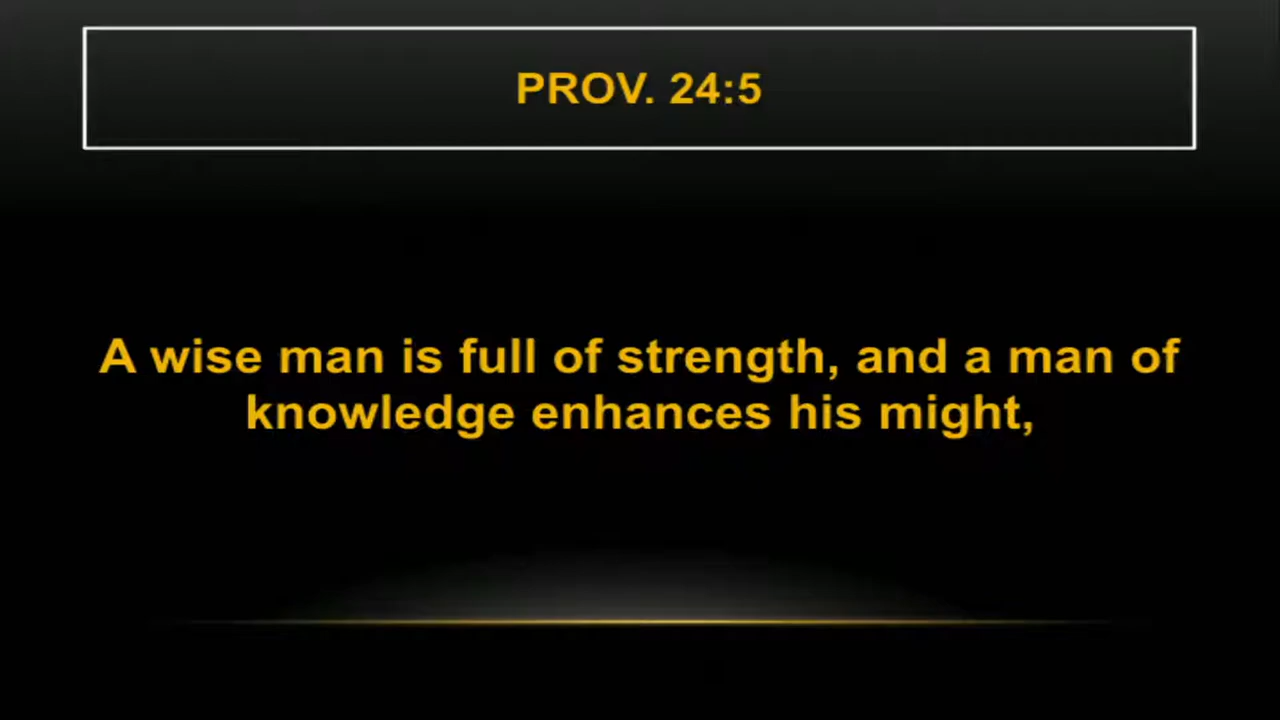 PROV. 24:5
A wise man is full of strength, and a man of
knowledge enhances his might,